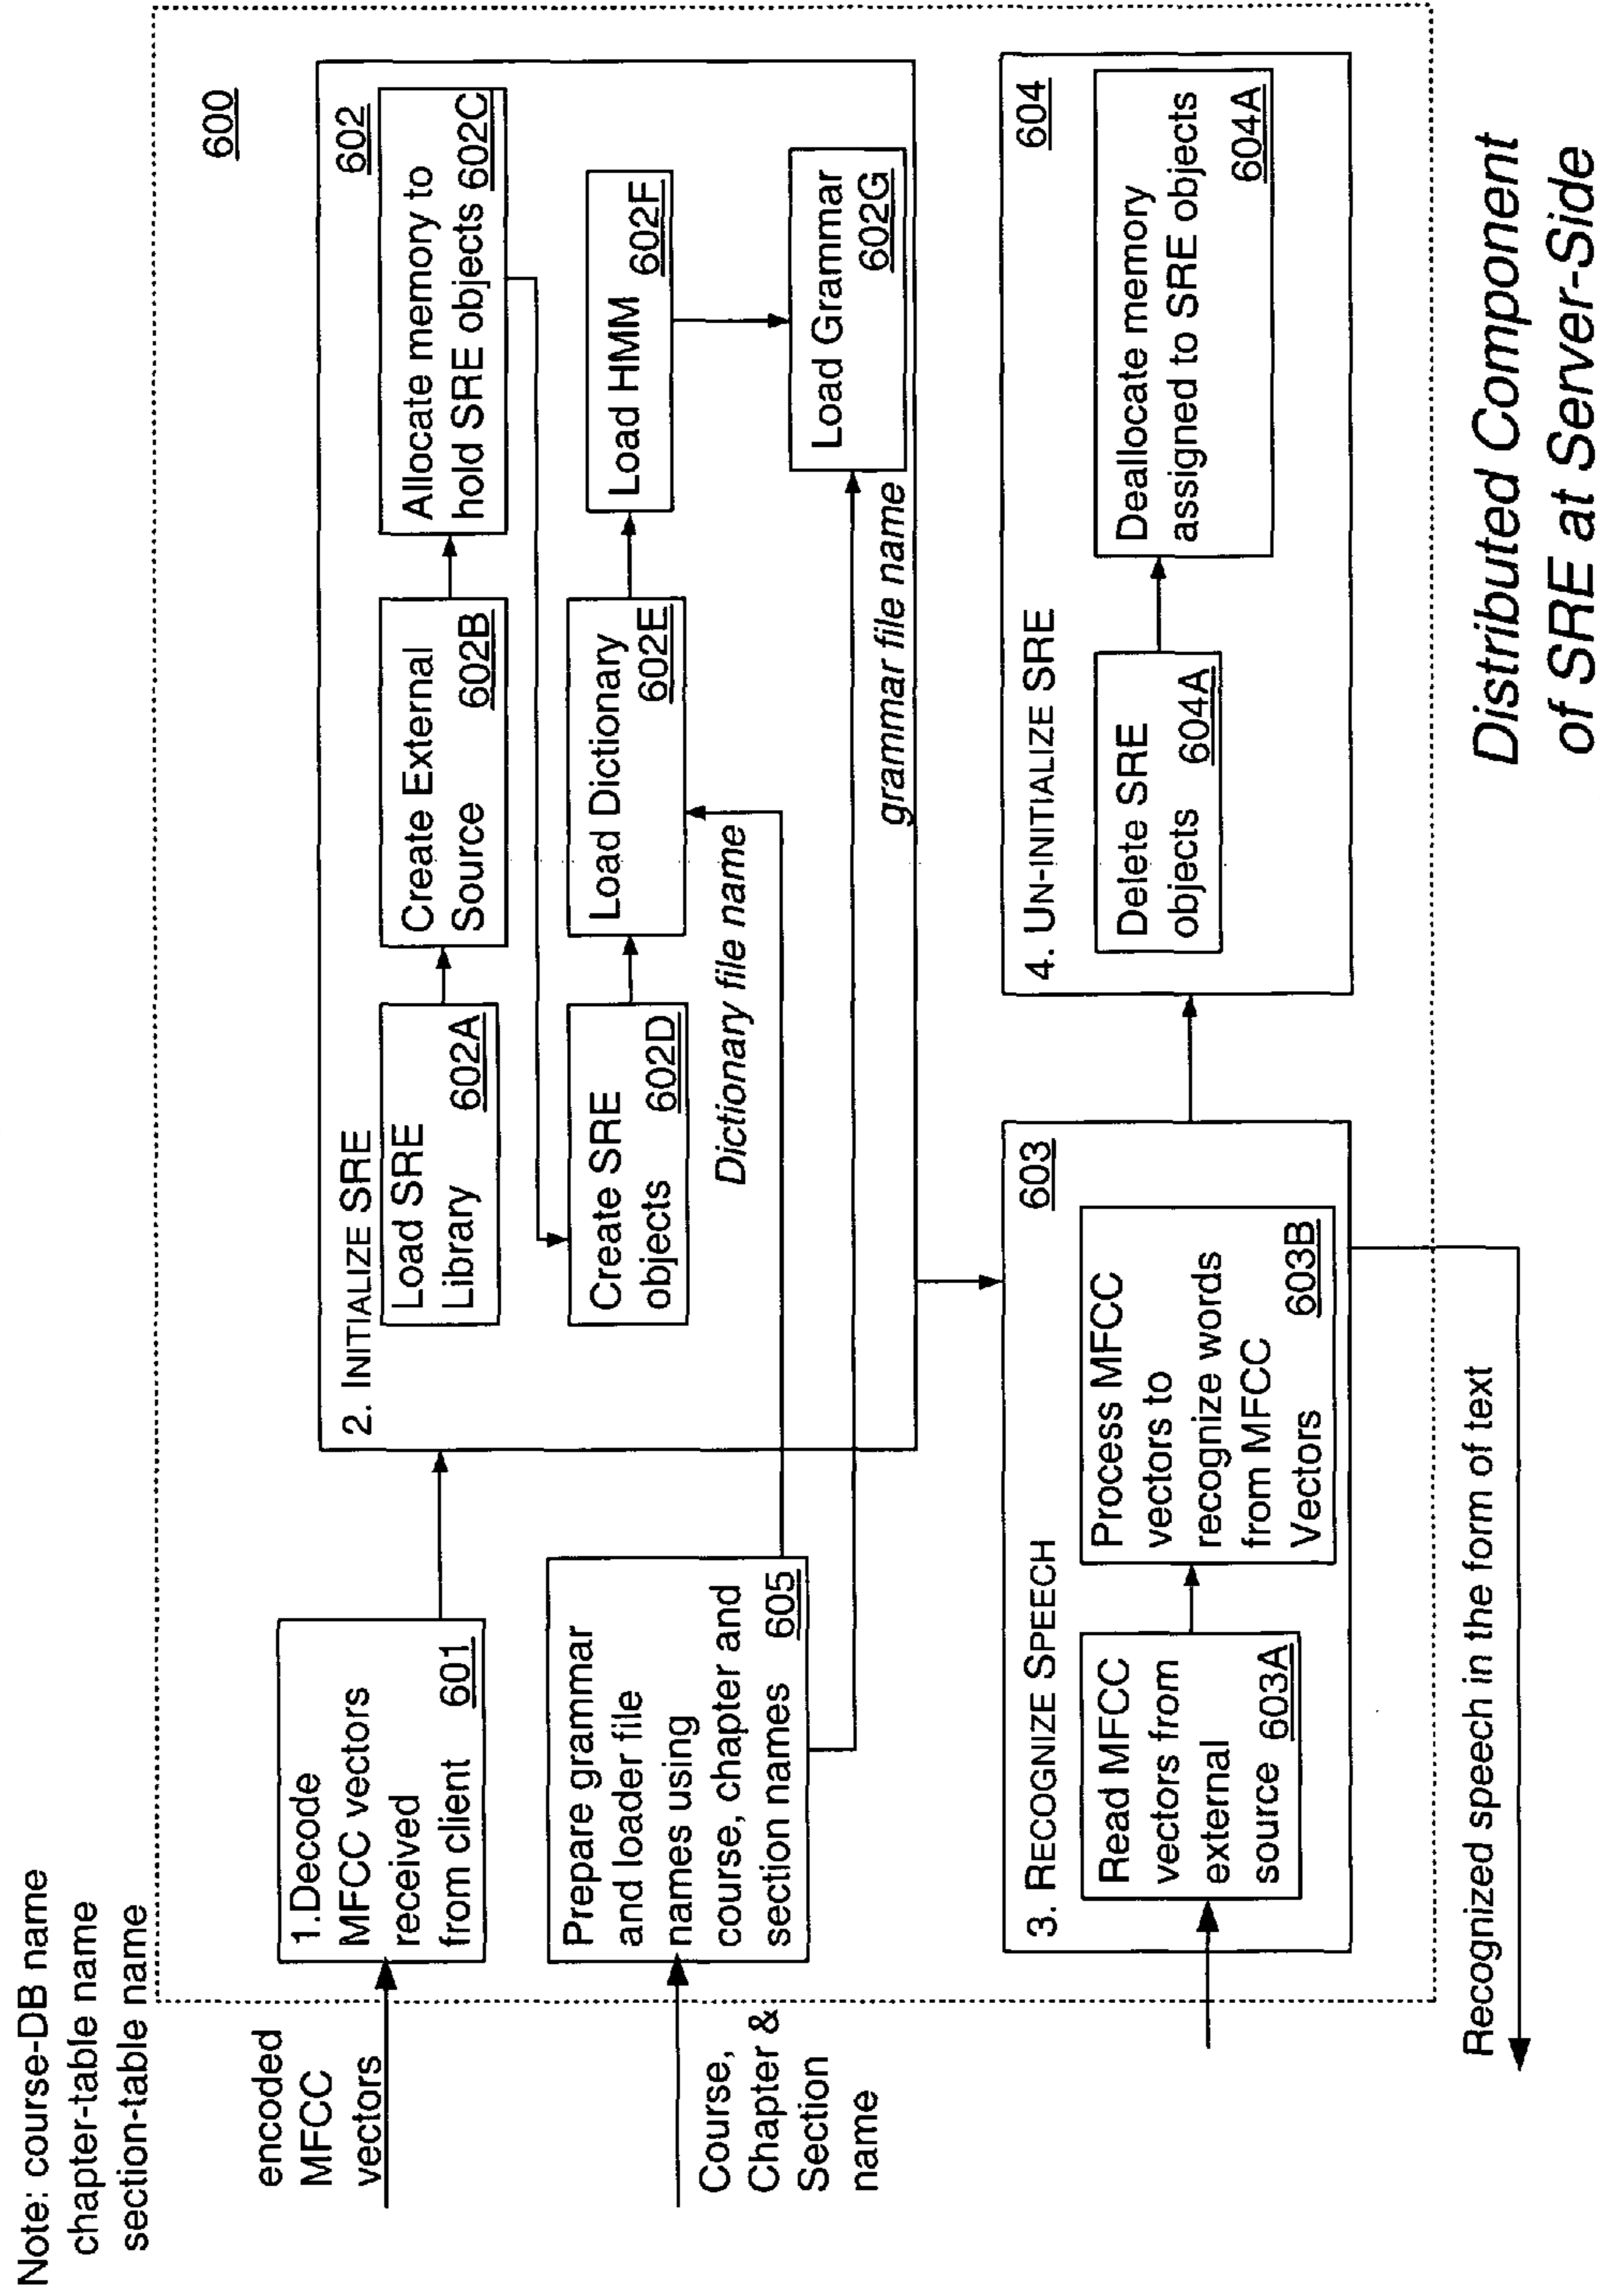 Note: course-DB name
chapter-table name
section-table name
600
encoded
MFCC
vectors
1.Decode
MFCC vectors
received
from client 601
2. INITIALIZE SRE
602
Load SRE
Library 602A
Create External
Source 602B
Allocate memory to
hold SRE objects 602C
Create SRE
objects 602D
Load Dictionary
602E
Load HMM
602F
Load Grammar
602G
Dictionary file name
grammar file name
Course,
Chapter &
Section
name
Prepare grammar
and loader file
names using
course, chapter and
section names 605
3. RECOGNIZE SPEECH
603
Read MFCC
vectors from
external
source 603A
Process MFCC
vectors to
recognize words
from MFCC
Vectors 603B
4. UN-INITIALIZE SRE
604
Delete SRE
objects 604A
Deallocate memory
assigned to SRE objects
604A
Recognized speech in the form of text
Distributed Component
of SRE at Server-Side